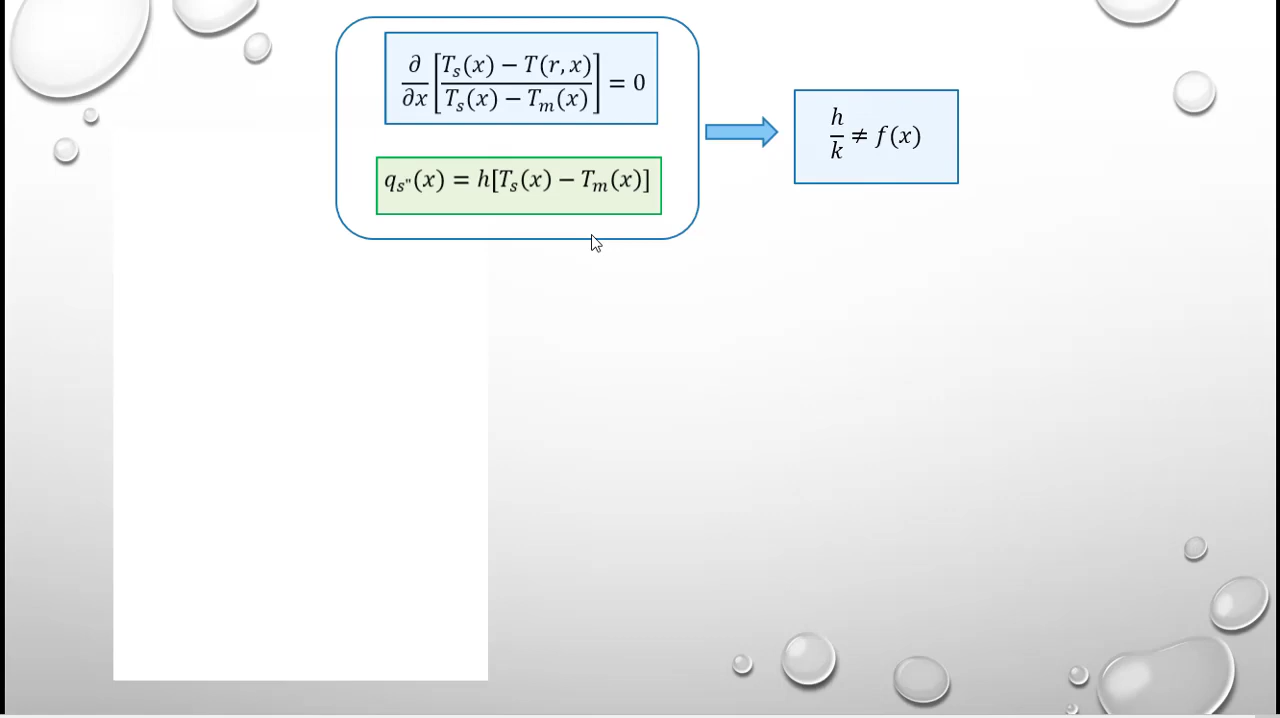 ∂/∂x [(T_s(x) − T(r, x))/(T_s(x) − T_m(x))] = 0
q_s"(x) = h[T_s(x) − T_m(x)]
h/k ≠ f(x)